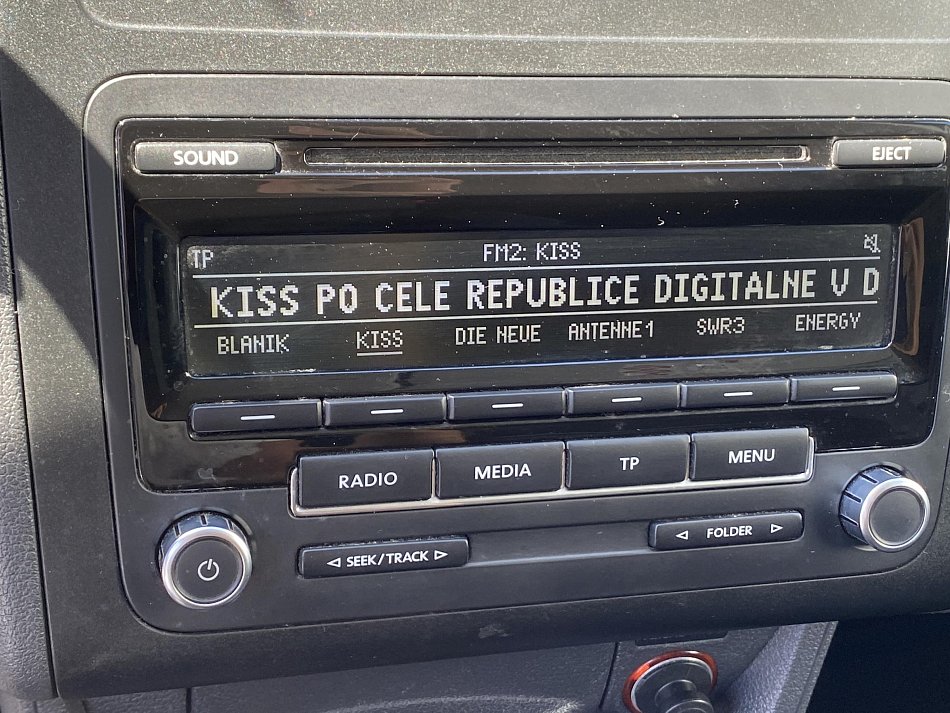 SOUND
EJECT
TP FM2: KISS
KISS PO CELE REPUBLICE DIGITALNE V D
BLANIK KISS DIE NEUE ANTENNE1 SWR3 ENERGY
RADIO MEDIA TP MENU
SEEK/TRACK FOLDER